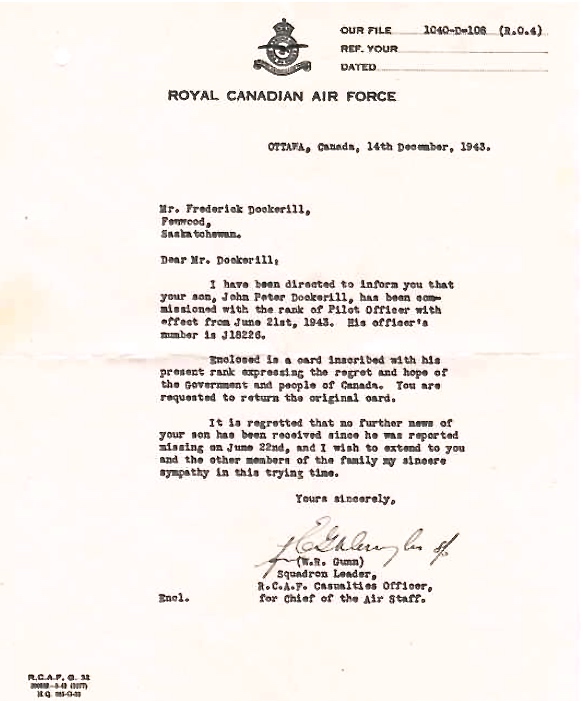 OUR FILE 1040-D-108 (R.O.4)
REF. YOUR
DATED
ROYAL CANADIAN AIR FORCE
OTTAWA, Canada, 14th December, 1943.
Mr. Frederick Dockerill,
Fenwood,
Saskatchewan.
Dear Mr. Dockerill:
I have been directed to inform you that
your son, John Peter Dockerill, has been com-
missioned with the rank of Pilot Officer with
effect from June 21st, 1943. His officer's
number is J18226.
Enclosed is a card inscribed with his
present rank expressing the regret and hope of
the Government and people of Canada. You are
requested to return the original card.
It is regretted that no further news of
your son has been received since he was reported
missing on June 22nd, and I wish to extend to you
and the other members of the family my sincere
sympathy in this trying time.
Yours sincerely,
(W.R. Gunn)
Squadron Leader,
R.C.A.F. Casualties Officer,
Encl. for Chief of the Air Staff.
R.C.A.F. G. 32
H.Q.